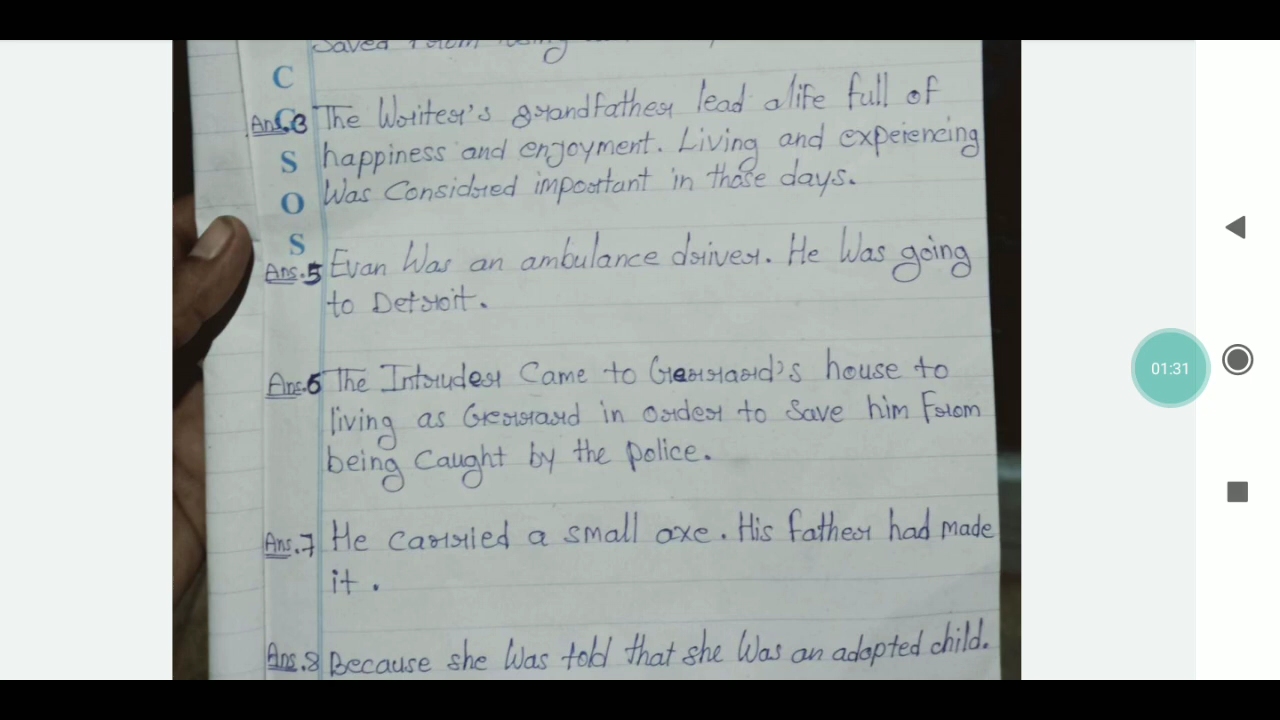 Saved from
C
C
S
O
S
Ans.3 The Writer's grandfather lead a life full of
happiness and enjoyment. Living and expeiencing
Was Considred important in those days.
Ans.5 Evan Was an ambulance driver. He Was going
to Detroit.
Ans.6 The Intruder Came to Gerrard's house to
living as Gerrard in order to Save him From
being Caught by the police.
Ans.7 He carried a small axe. His father had made
it.
Ans.8 Because she Was told that she Was an adopted child.
01:31